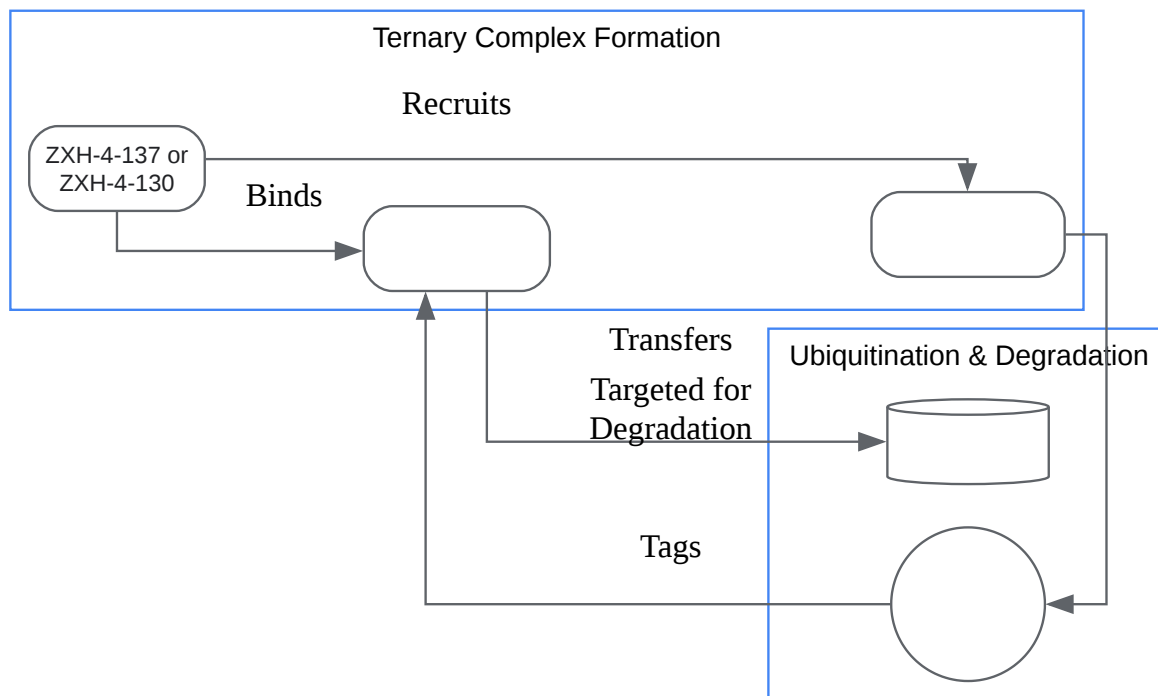 Ternary Complex Formation
Recruits
ZXH-4-137 or
ZXH-4-130
Binds
Transfers
Ubiquitination & Degradation
Targeted for
Degradation
Tags